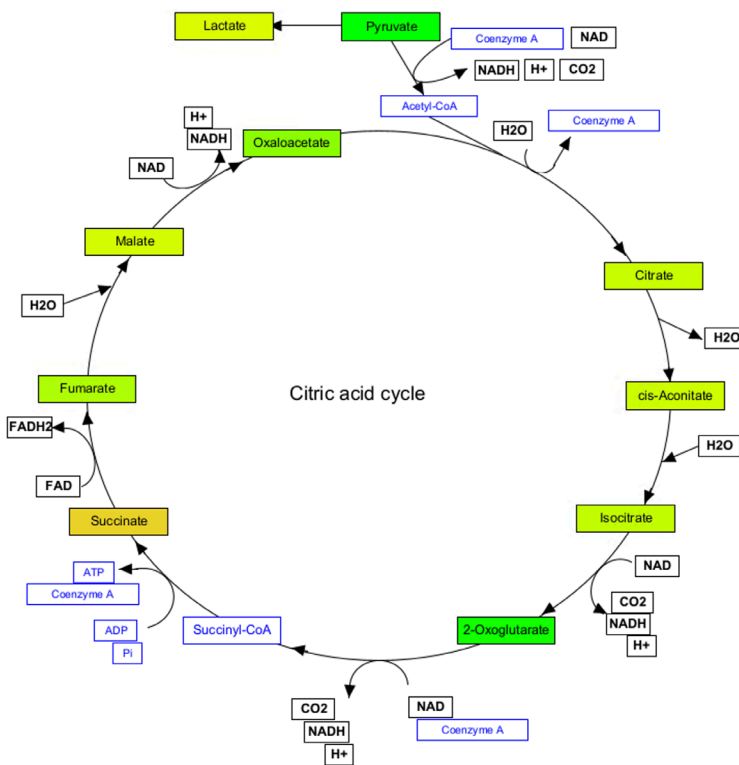 Lactate
Pyruvate
Coenzyme A
NAD
NADH
H+
CO2
Acetyl-CoA
H+
NADH
NAD
Oxaloacetate
H2O
Coenzyme A
Malate
Citrate
H2O
H2O
Fumarate
Citric acid cycle
cis-Aconitate
FADH2
H2O
FAD
Succinate
Isocitrate
NAD
ATP
Coenzyme A
CO2
NADH
H+
ADP
Pi
Succinyl-CoA
2-Oxoglutarate
CO2
NADH
H+
NAD
Coenzyme A